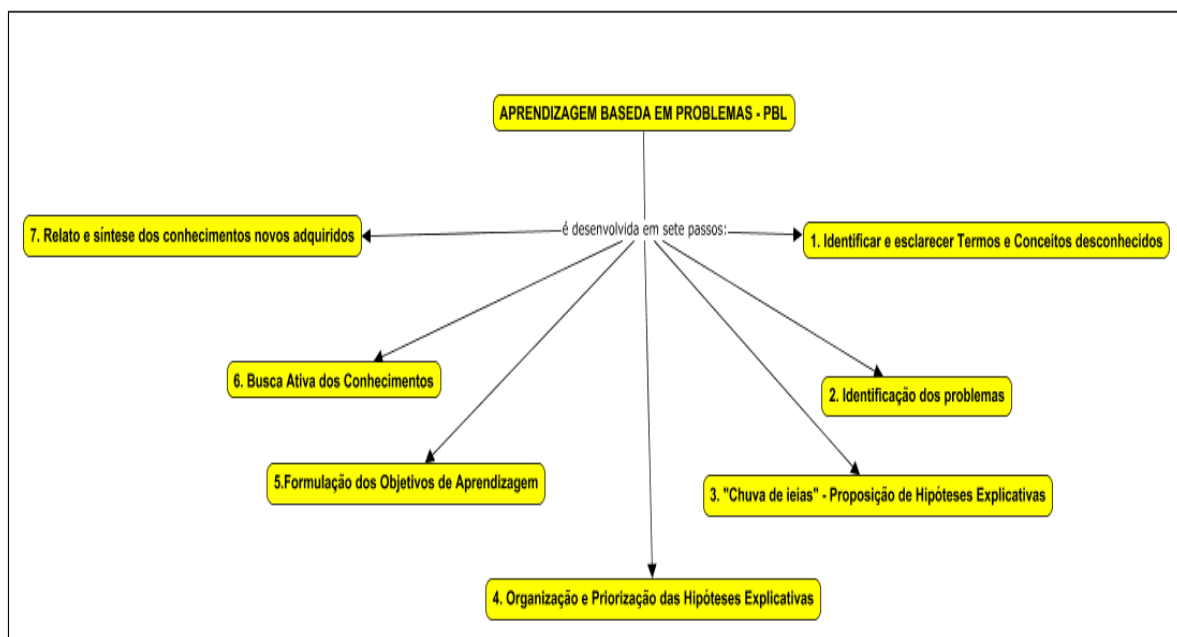 APRENDIZAGEM BASEDA EM PROBLEMAS - PBL
é desenvolvida em sete passos:
1. Identificar e esclarecer Termos e Conceitos desconhecidos
2. Identificação dos problemas
3. "Chuva de ieias" - Proposição de Hipóteses Explicativas
4. Organização e Priorização das Hipóteses Explicativas
5.Formulação dos Objetivos de Aprendizagem
6. Busca Ativa dos Conhecimentos
7. Relato e síntese dos conhecimentos novos adquiridos